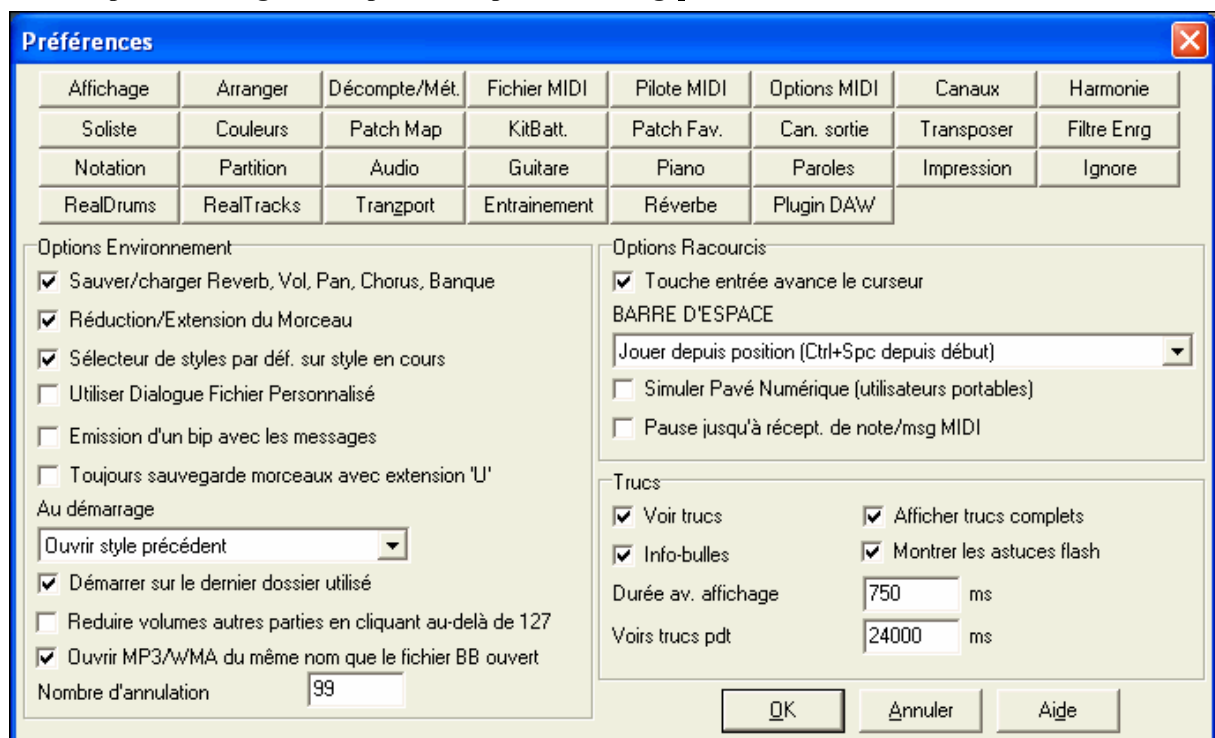 Préférences
Affichage Arranger Décompte/Mét. Fichier MIDI Pilote MIDI Options MIDI Canaux Harmonie
Soliste Couleurs Patch Map KitBatt. Patch Fav. Can. sortie Transposer Filtre Enrg
Notation Partition Audio Guitare Piano Paroles Impression Ignore
RealDrums RealTracks Tranzport Entrainement Réverbe Plugin DAW
Options Environnement
Sauver/charger Reverb, Vol, Pan, Chorus, Banque
Réduction/Extension du Morceau
Sélecteur de styles par déf. sur style en cours
Utiliser Dialogue Fichier Personnalisé
Emission d'un bip avec les messages
Toujours sauvegarde morceaux avec extension 'U'
Au démarrage
Ouvrir style précédent
Démarrer sur le dernier dossier utilisé
Reduire volumes autres parties en cliquant au-delà de 127
Ouvrir MP3/WMA du même nom que le fichier BB ouvert
Nombre d'annulation 99
Options Racourcis
Touche entrée avance le curseur
BARRE D'ESPACE
Jouer depuis position (Ctrl+Spc depuis début)
Simuler Pavé Numérique (utilisateurs portables)
Pause jusqu'à récept. de note/msg MIDI
Trucs
Voir trucs Afficher trucs complets
Info-bulles Montrer les astuces flash
Durée av. affichage 750 ms
Voirs trucs pdt 24000 ms
OK Annuler Aide